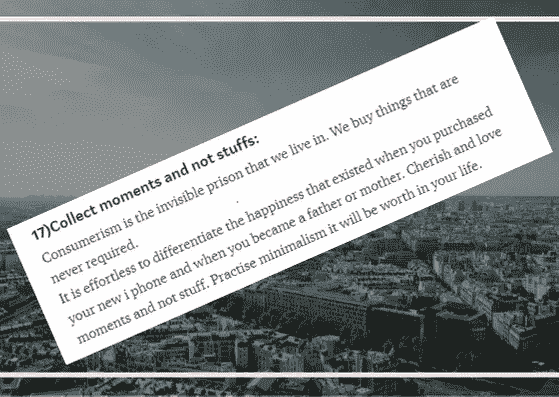 17)Collect moments and not stuffs:
Consumerism is the invisible prison that we live in. We buy things that are
never required.
It is effortless to differentiate the happiness that existed when you purchased
your new i phone and when you became a father or mother. Cherish and love
moments and not stuff. Practise minimalism it will be worth in your life.